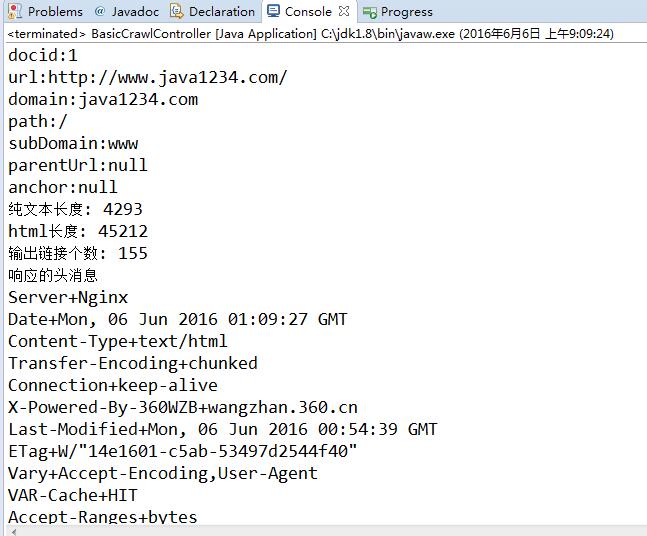 Problems @ Javadoc Declaration Console Progress
<terminated> BasicCrawlController [Java Application] C:\jdk1.8\bin\javaw.exe (2016年6月6日 上午9:09:24)
docid:1
url:http://www.java1234.com/
domain:java1234.com
path:/
subDomain:www
parentUrl:null
anchor:null
纯文本长度: 4293
html长度: 45212
输出链接个数: 155
响应的头消息
Server+Nginx
Date+Mon, 06 Jun 2016 01:09:27 GMT
Content-Type+text/html
Transfer-Encoding+chunked
Connection+keep-alive
X-Powered-By-360WZB+wangzhan.360.cn
Last-Modified+Mon, 06 Jun 2016 00:54:39 GMT
ETag+W/"14e1601-c5ab-53497d2544f40"
Vary+Accept-Encoding,User-Agent
VAR-Cache+HIT
Accept-Ranges+bytes